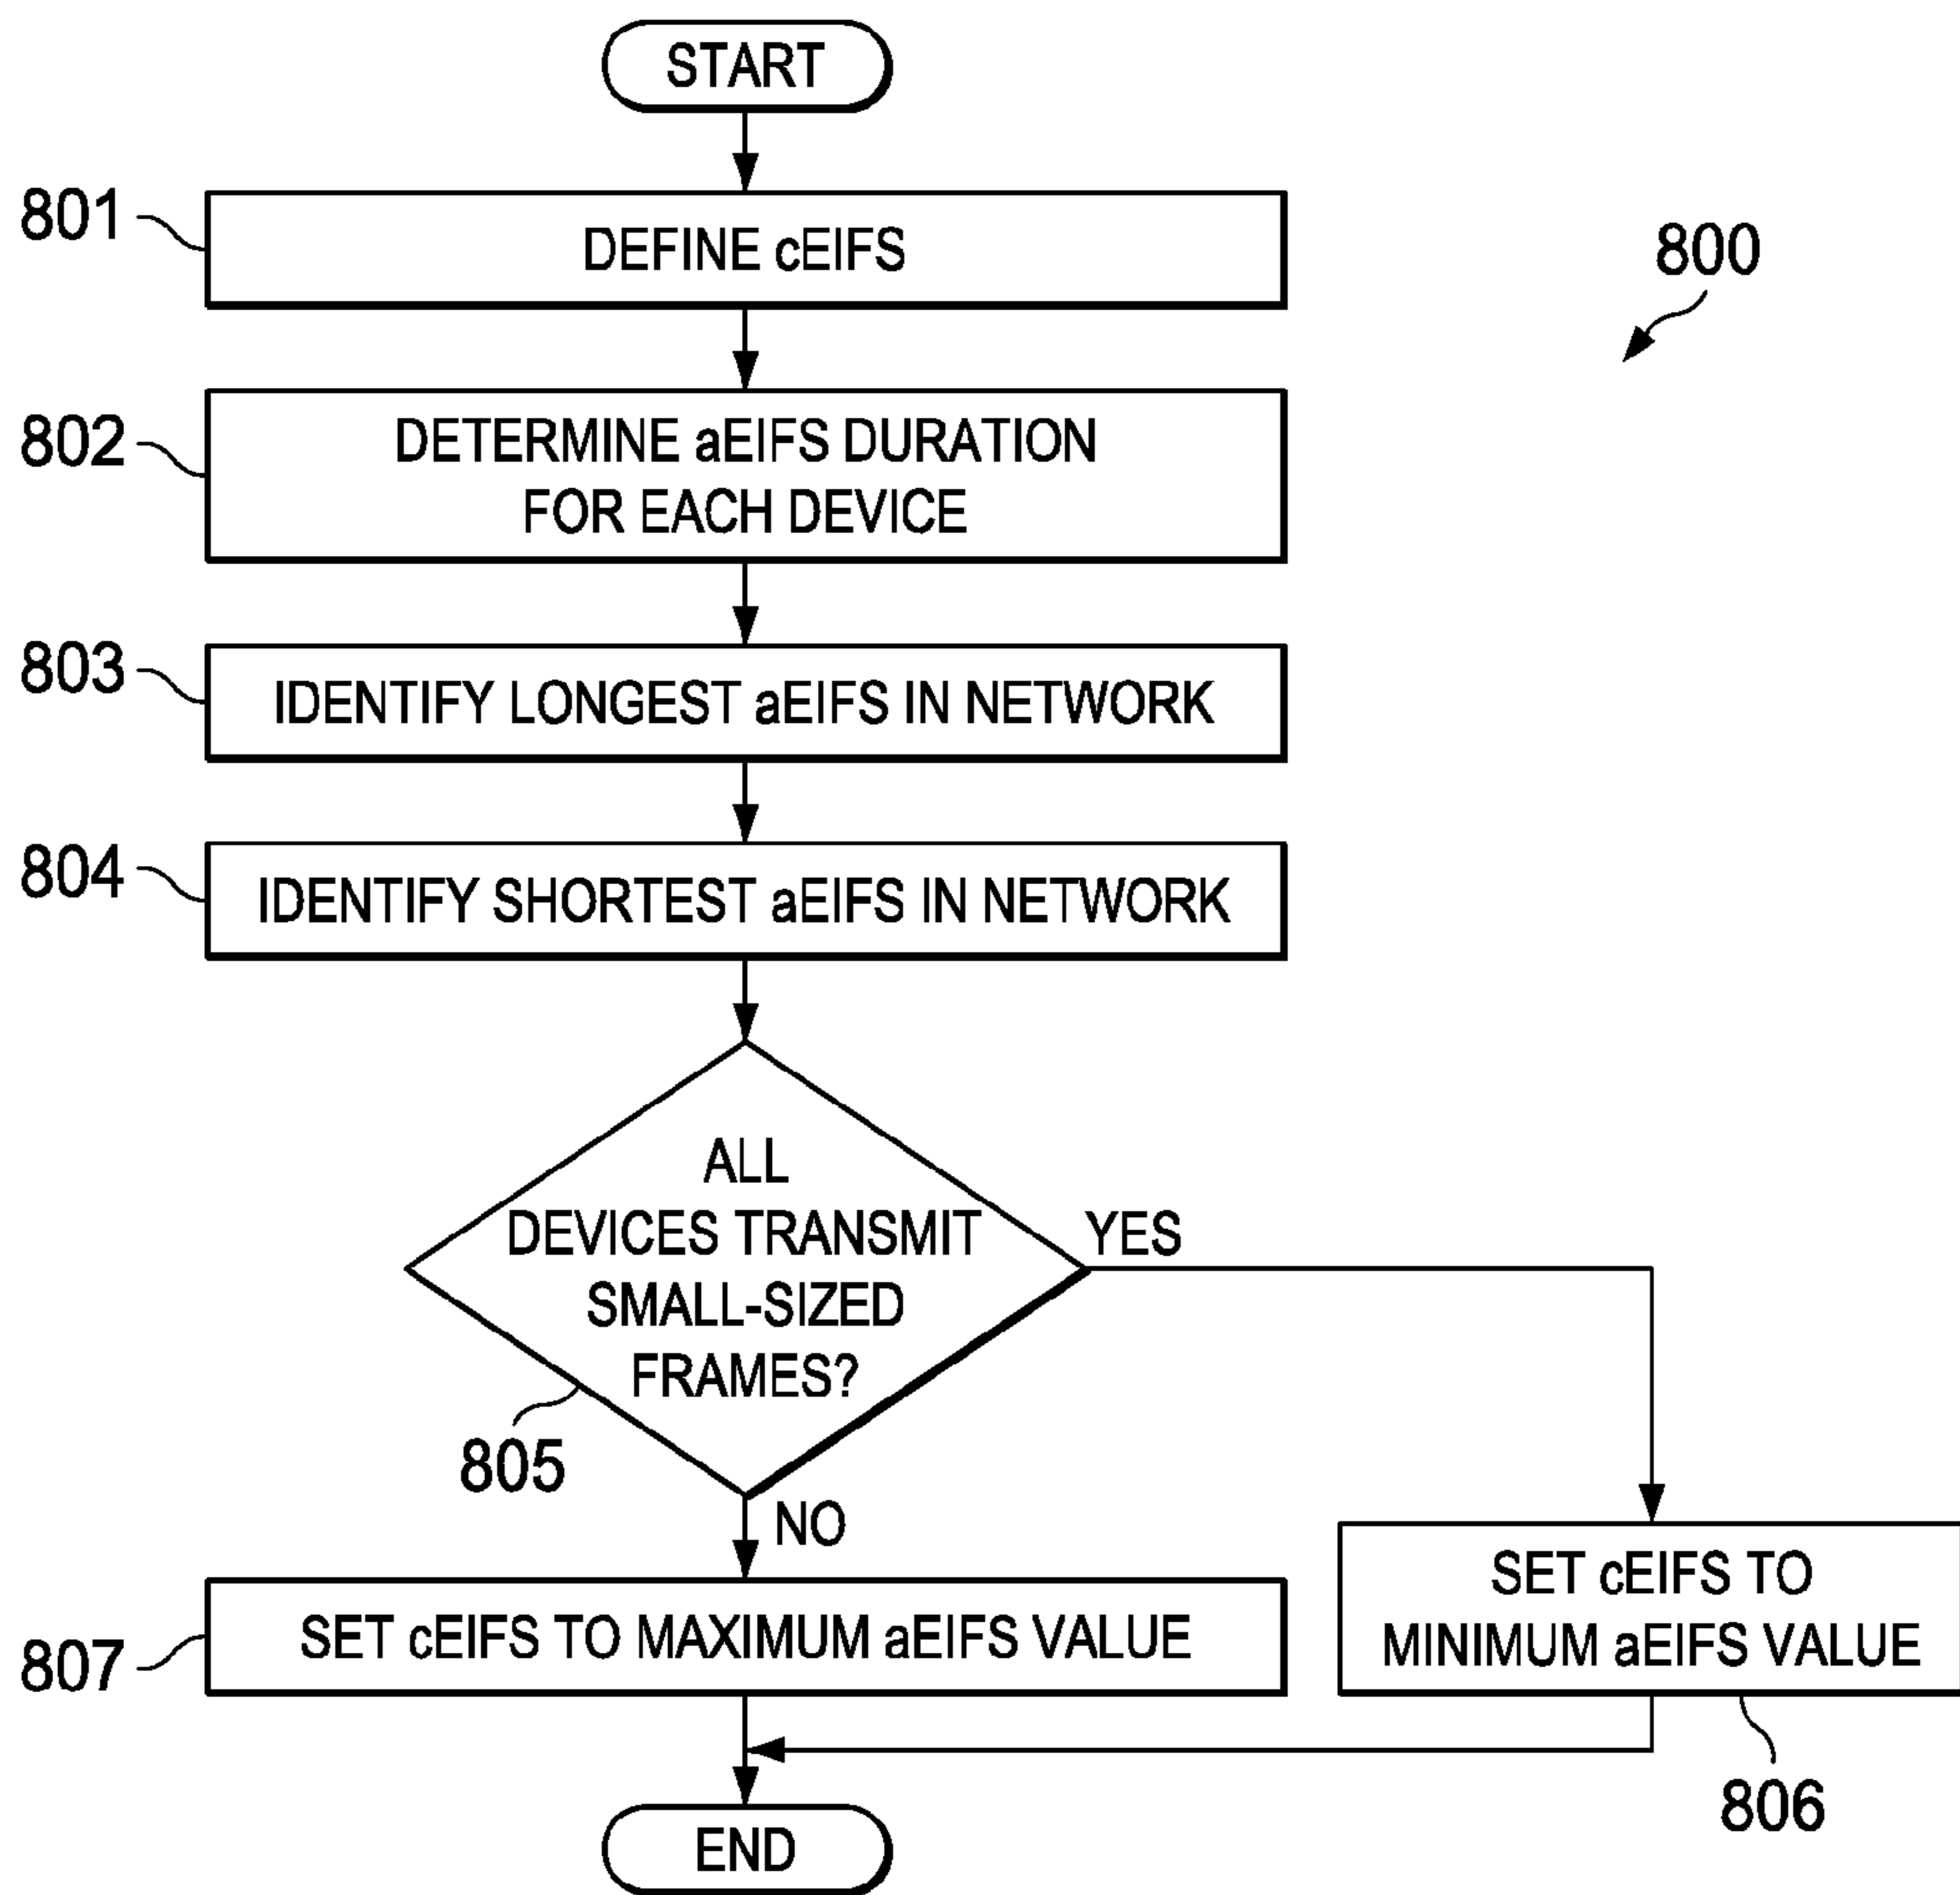 START
801
DEFINE cEIFS
800
802
DETERMINE aEIFS DURATION
FOR EACH DEVICE
803
IDENTIFY LONGEST aEIFS IN NETWORK
804
IDENTIFY SHORTEST aEIFS IN NETWORK
ALL
DEVICES TRANSMIT
SMALL-SIZED
FRAMES?
YES
805
NO
SET cEIFS TO
MINIMUM aEIFS VALUE
807
SET cEIFS TO MAXIMUM aEIFS VALUE
806
END